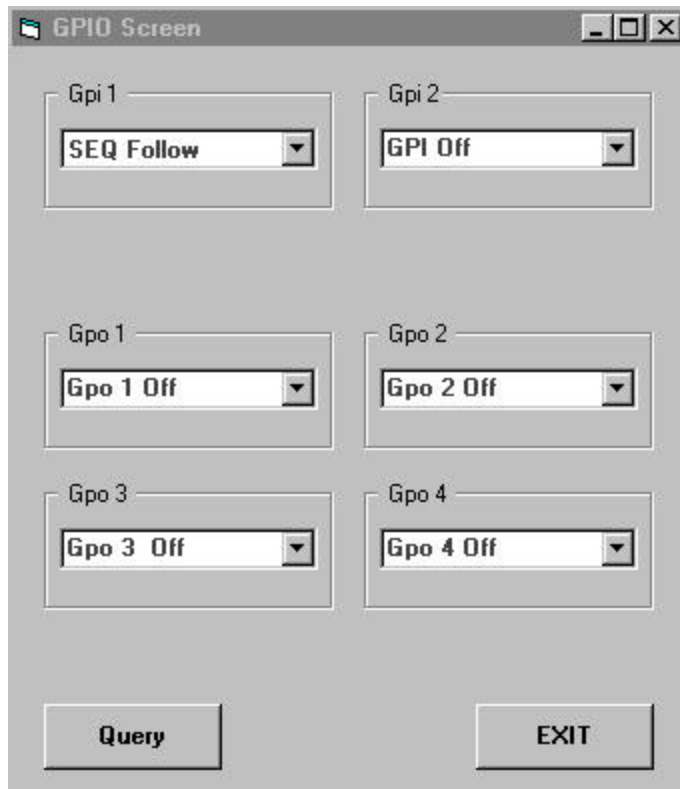 GPIO Screen
Gpi 1
Gpi 2
SEQ Follow
GPI Off
Gpo 1
Gpo 2
Gpo 1 Off
Gpo 2 Off
Gpo 3
Gpo 4
Gpo 3  Off
Gpo 4 Off
Query
EXIT